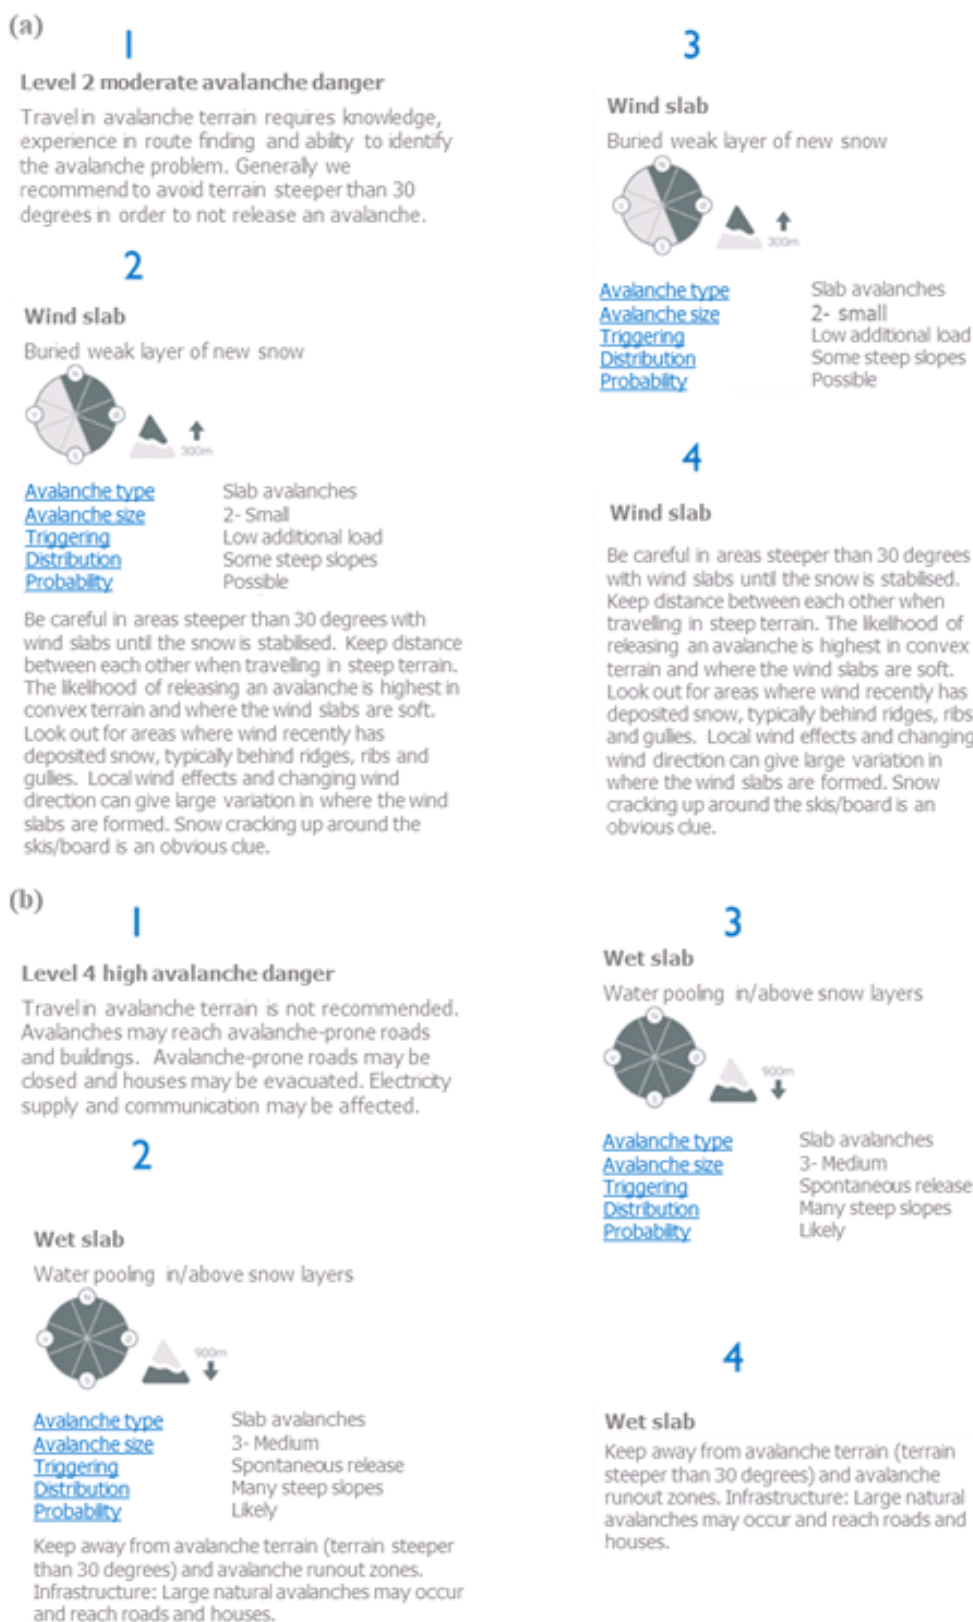 (a)
1
Level 2 moderate avalanche danger
Travel in avalanche terrain requires knowledge,
experience in route finding and ability to identify
the avalanche problem. Generally we
recommend to avoid terrain steeper than 30
degrees in order to not release an avalanche.
2
Wind slab
Buried weak layer of new snow
N
V
Ø
S
300m
Avalanche type Slab avalanches
Avalanche size 2- Small
Triggering Low additional load
Distribution Some steep slopes
Probability Possible
Be careful in areas steeper than 30 degrees with
wind slabs until the snow is stabilised. Keep distance
between each other when travelling in steep terrain.
The likelihood of releasing an avalanche is highest in
convex terrain and where the wind slabs are soft.
Look out for areas where wind recently has
deposited snow, typically behind ridges, ribs and
gullies. Local wind effects and changing wind
direction can give large variation in where the wind
slabs are formed. Snow cracking up around the
skis/board is an obvious clue.
3
Wind slab
Buried weak layer of new snow
N
V
Ø
S
300m
Avalanche type Slab avalanches
Avalanche size 2- small
Triggering Low additional load
Distribution Some steep slopes
Probability Possible
4
Wind slab
Be careful in areas steeper than 30 degrees
with wind slabs until the snow is stabilised.
Keep distance between each other when
travelling in steep terrain. The likelihood of
releasing an avalanche is highest in convex
terrain and where the wind slabs are soft.
Look out for areas where wind recently has
deposited snow, typically behind ridges, ribs
and gullies. Local wind effects and changing
wind direction can give large variation in
where the wind slabs are formed. Snow
cracking up around the skis/board is an
obvious clue.
(b)
1
Level 4 high avalanche danger
Travel in avalanche terrain is not recommended.
Avalanches may reach avalanche-prone roads
and buildings. Avalanche-prone roads may be
closed and houses may be evacuated. Electricity
supply and communication may be affected.
2
Wet slab
Water pooling in/above snow layers
N
V
Ø
S
900m
Avalanche type Slab avalanches
Avalanche size 3- Medium
Triggering Spontaneous release
Distribution Many steep slopes
Probability Likely
Keep away from avalanche terrain (terrain steeper
than 30 degrees) and avalanche runout zones.
Infrastructure: Large natural avalanches may occur
and reach roads and houses.
3
Wet slab
Water pooling in/above snow layers
N
V
Ø
S
900m
Avalanche type Slab avalanches
Avalanche size 3- Medium
Triggering Spontaneous release
Distribution Many steep slopes
Probability Likely
4
Wet slab
Keep away from avalanche terrain (terrain
steeper than 30 degrees) and avalanche
runout zones. Infrastructure: Large natural
avalanches may occur and reach roads and
houses.